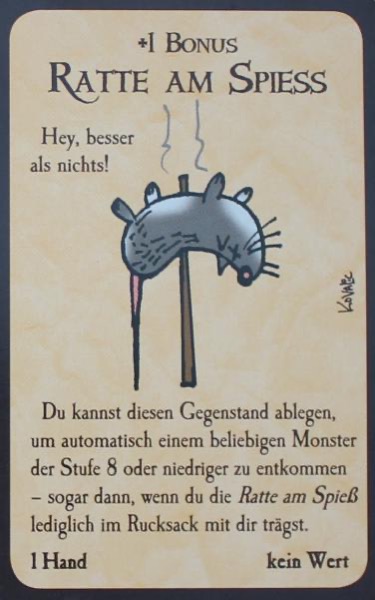 +1 Bonus
Ratte am Spiess
Hey, besser
als nichts!
Kovalic
Du kannst diesen Gegenstand ablegen,
um automatisch einem beliebigen Monster
der Stufe 8 oder niedriger zu entkommen
– sogar dann, wenn du die Ratte am Spieß
lediglich im Rucksack mit dir trägst.
1 Hand
kein Wert